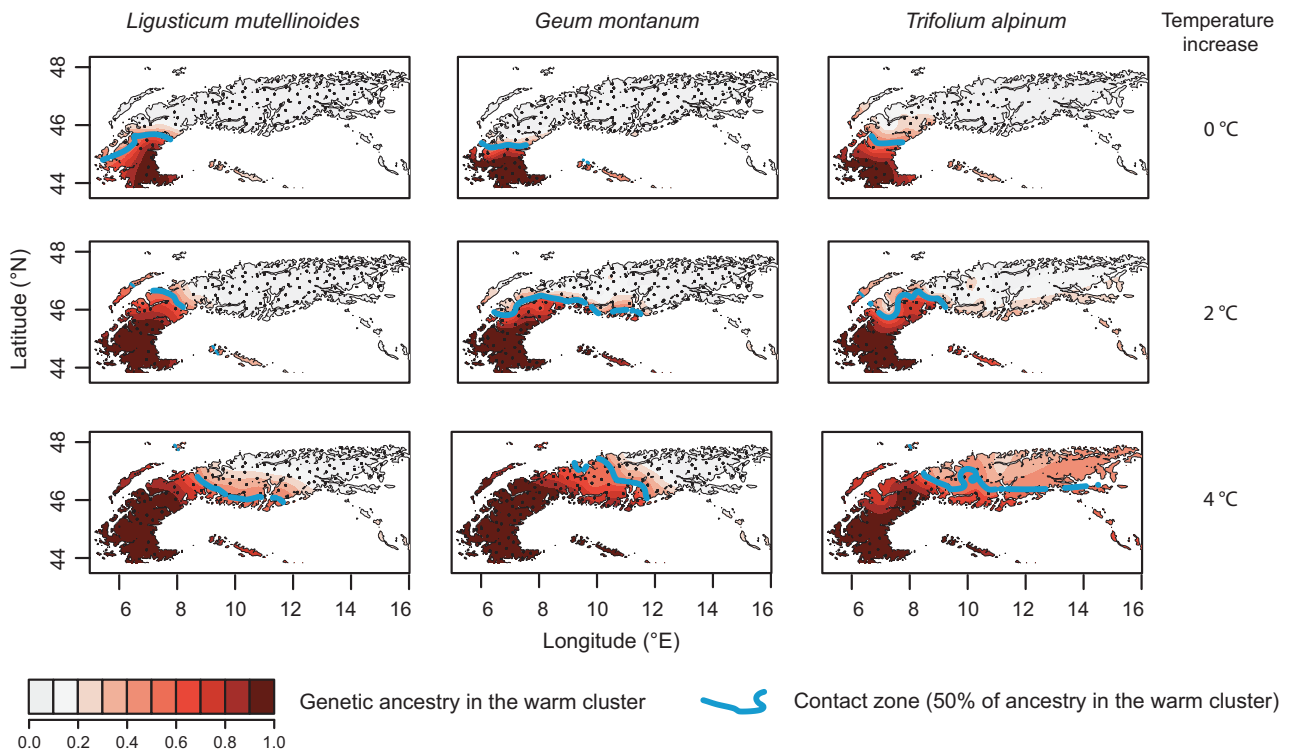 Ligusticum mutellinoides
Geum montanum
Trifolium alpinum
Temperature
increase
48
46
44
0 °C
48
46
44
2 °C
48
46
44
4 °C
Latitude (°N)
6 8 10 12 14 16
6 8 10 12 14 16
6 8 10 12 14 16
Longitude (°E)
Genetic ancestry in the warm cluster
Contact zone (50% of ancestry in the warm cluster)
0.0 0.2 0.4 0.6 0.8 1.0